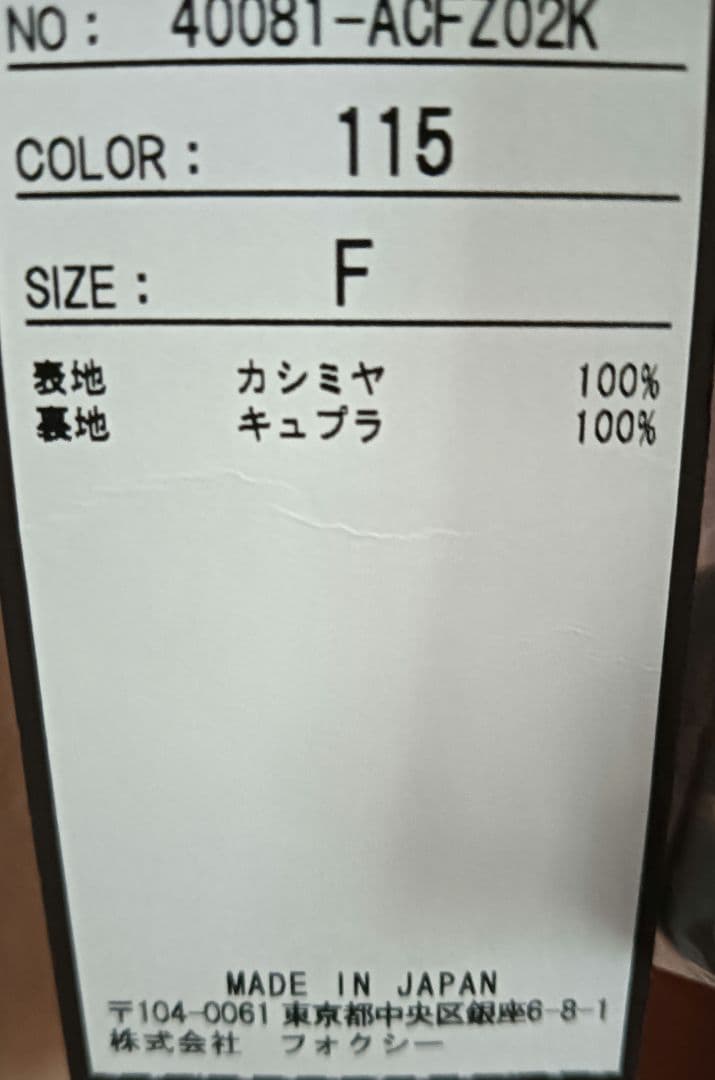 NO: 40081-ACFZ02K
COLOR: 115
SIZE: F
表地 カシミヤ 100%
裏地 キュプラ 100%
MADE IN JAPAN
〒104-0061 東京都中央区銀座6-8-1
株式会社 フォクシー